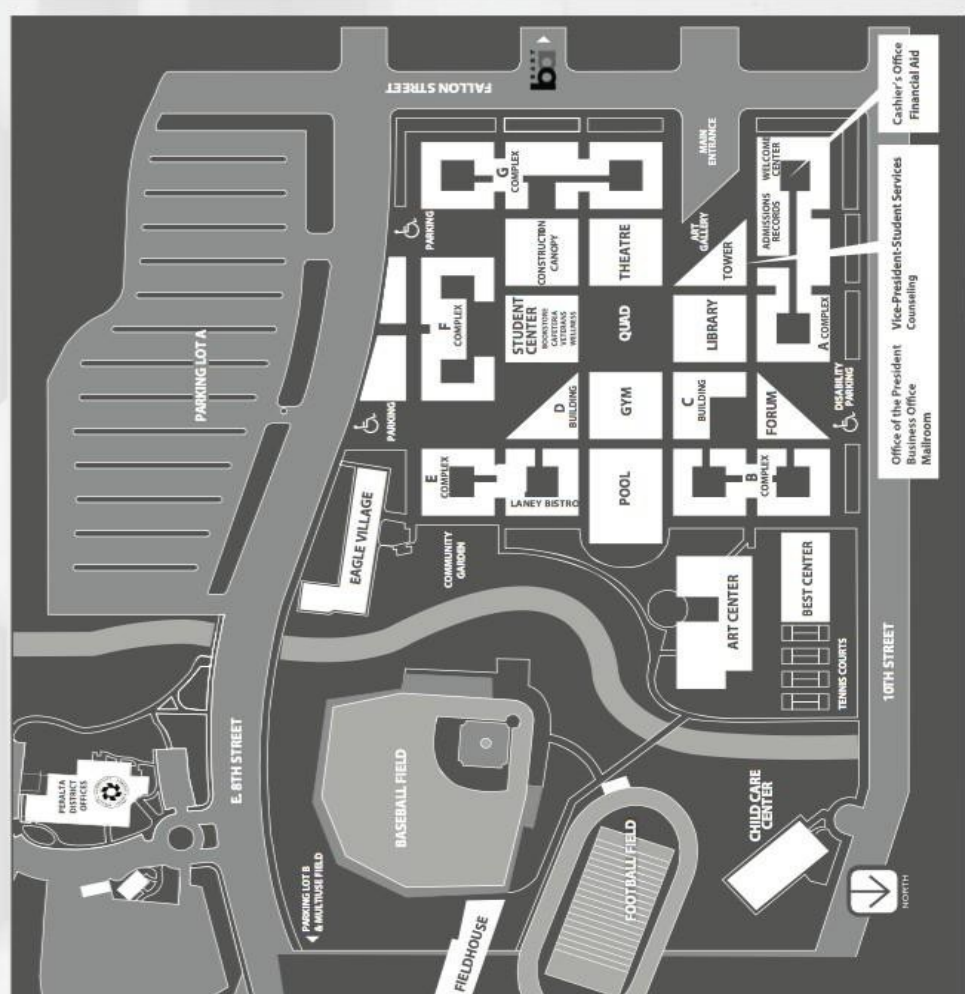 FALLON STREET
bart
ba
Cashier's Office
Financial Aid
Vice-President-Student Services
Counseling
Office of the President
Business Office
Mailroom
PARKING LOT A
PARKING
G
COMPLEX
MAIN
ENTRANCE
WELCOME
CENTER
ADMISSIONS
RECORDS
ART
GALLERY
TOWER
THEATRE
CONSTRUCTION
CANOPY
F
COMPLEX
STUDENT
CENTER
BOOKSTORE
CAFETERIA
VETERANS
WELLNESS
QUAD
LIBRARY
A COMPLEX
PARKING
D
BUILDING
GYM
C
BUILDING
FORUM
DISABILITY
PARKING
E
COMPLEX
LANEY BISTRO
POOL
B
COMPLEX
EAGLE VILLAGE
COMMUNITY
GARDEN
ART CENTER
BEST CENTER
TENNIS COURTS
10TH STREET
E. 8TH STREET
PERALTA
DISTRICT
OFFICES
BASEBALL FIELD
PARKING LOT B
& MULTIUSE FIELD
FIELDHOUSE
FOOTBALL FIELD
CHILD CARE
CENTER
NORTH